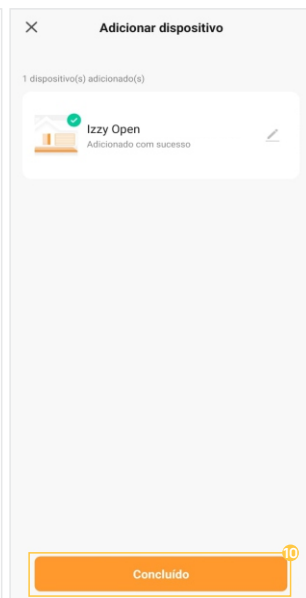 Adicionar dispositivo
1 dispositivo(s) adicionado(s)
Izzy Open
Adicionado com sucesso
10
Concluído